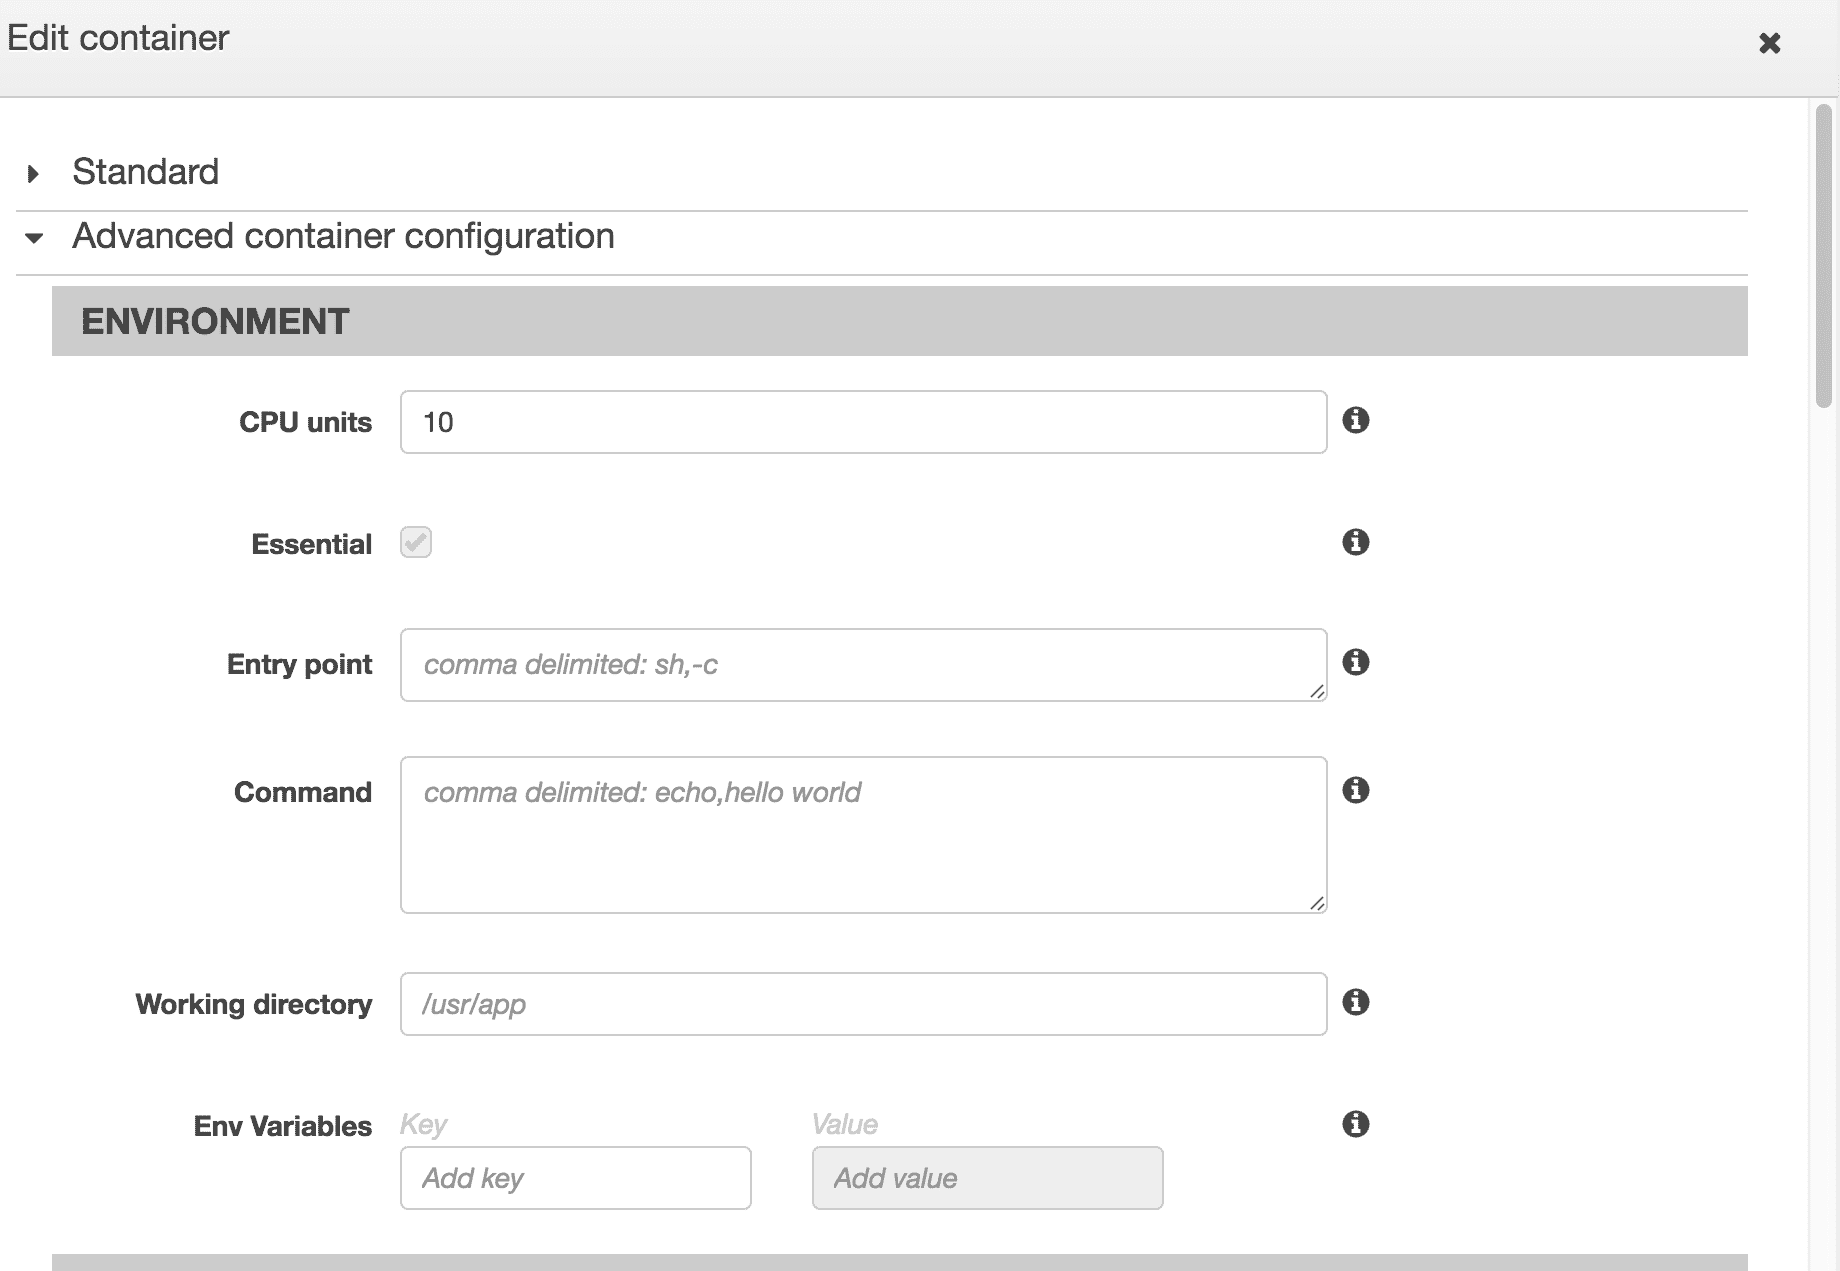 Edit container
Standard
Advanced container configuration
ENVIRONMENT
CPU units 10
Essential
Entry point comma delimited: sh,-c
Command comma delimited: echo,hello world
Working directory /usr/app
Env Variables Key Value
Add key Add value